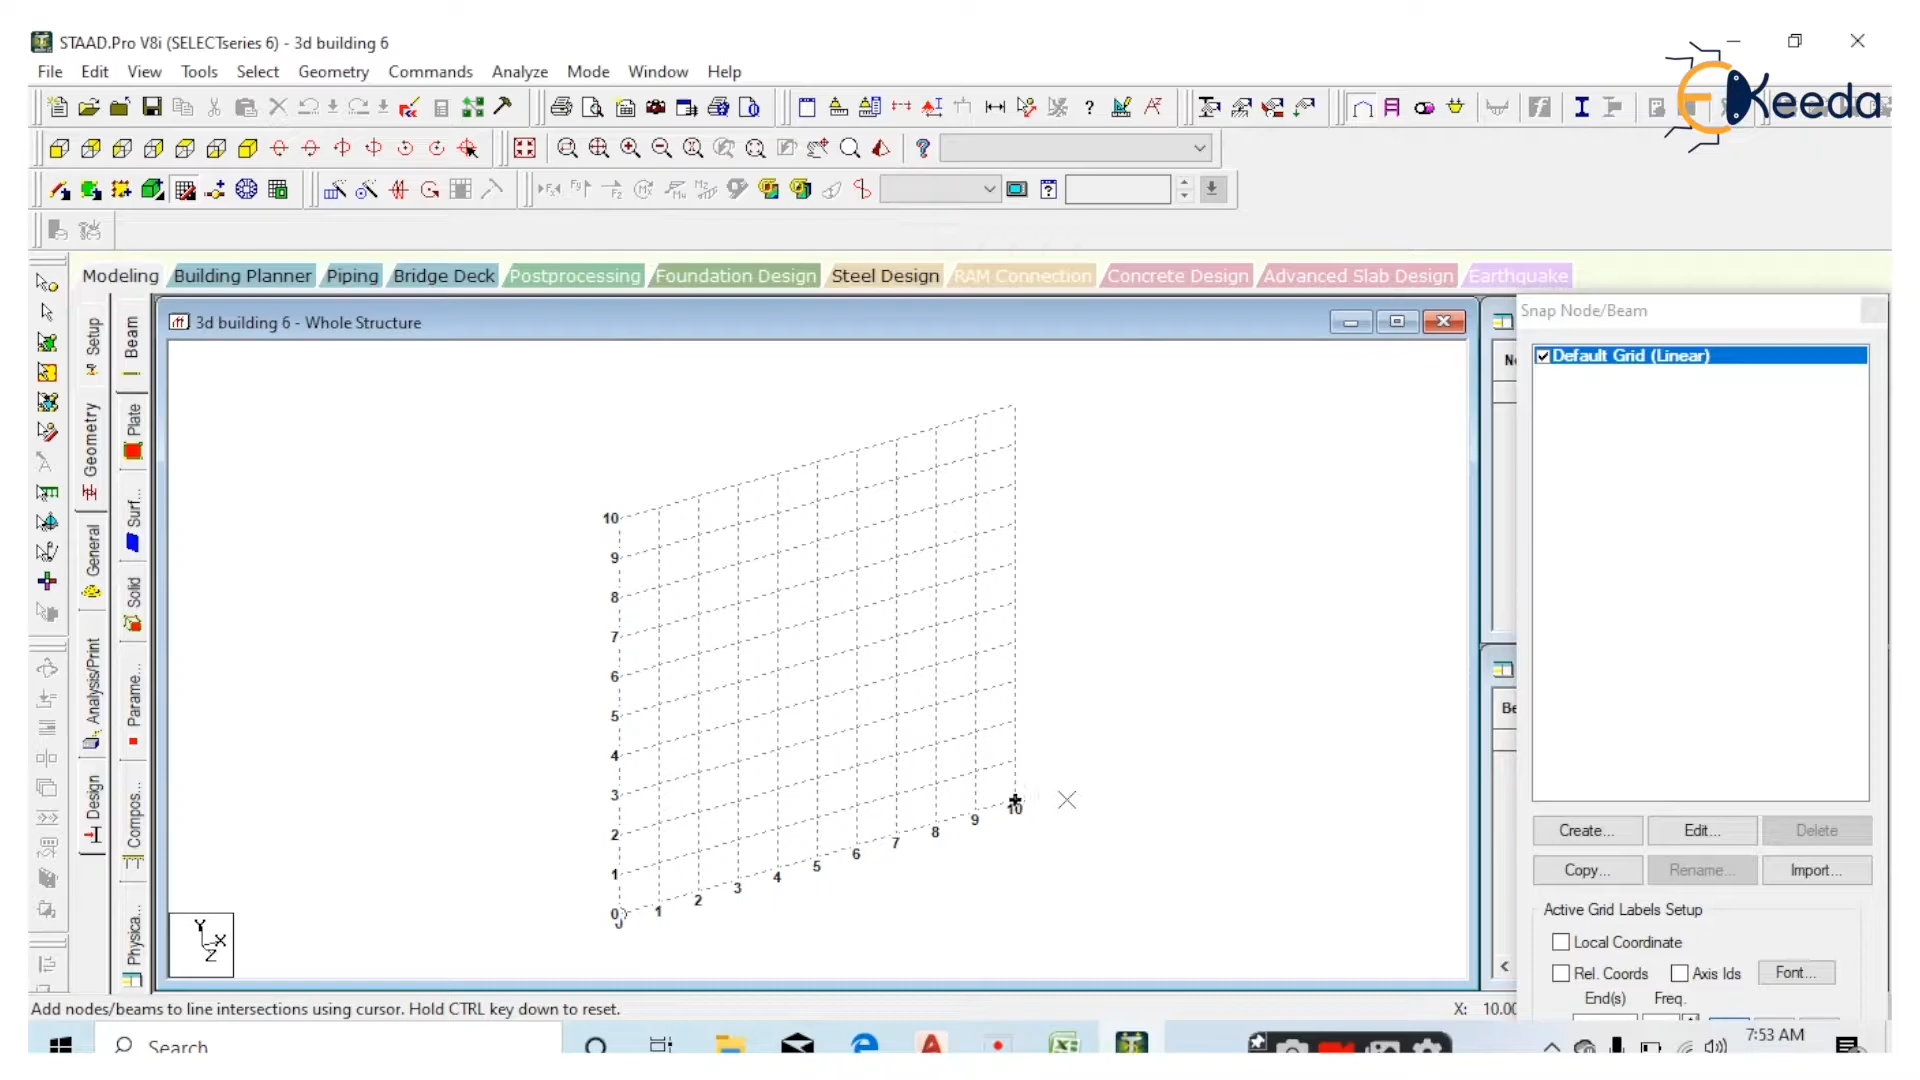 STAAD.Pro V8i (SELECTseries 6) - 3d building 6
File Edit View Tools Select Geometry Commands Analyze Mode Window Help
EKeeda
Modeling Building Planner Piping Bridge Deck Postprocessing Foundation Design Steel Design RAM Connection Concrete Design Advanced Slab Design Earthquake
Setup
Geometry
General
Analysis/Print
Design
Beam
Plate
Surf...
Solid
Parame...
Compos...
Physica...
3d building 6 - Whole Structure
10
9
8
7
6
5
4
3
2
1
0
1 2 3 4 5 6 7 8 9 10
Y
X
Z
Snap Node/Beam
Default Grid (Linear)
Create... Edit... Delete
Copy... Rename... Import...
Active Grid Labels Setup
Local Coordinate
Rel. Coords Axis Ids Font...
End(s) Freq.
Add nodes/beams to line intersections using cursor. Hold CTRL key down to reset.
X: 10.00
Search
7:53 AM